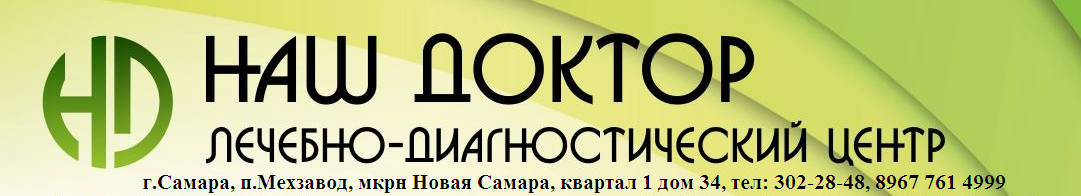 НД НАШ ДОКТОР
ЛЕЧЕБНО-ДИАГНОСТИЧЕСКИЙ ЦЕНТР
г.Самара, п.Мехзавод, мкрн Новая Самара, квартал 1 дом 34, тел: 302-28-48, 8967 761 4999